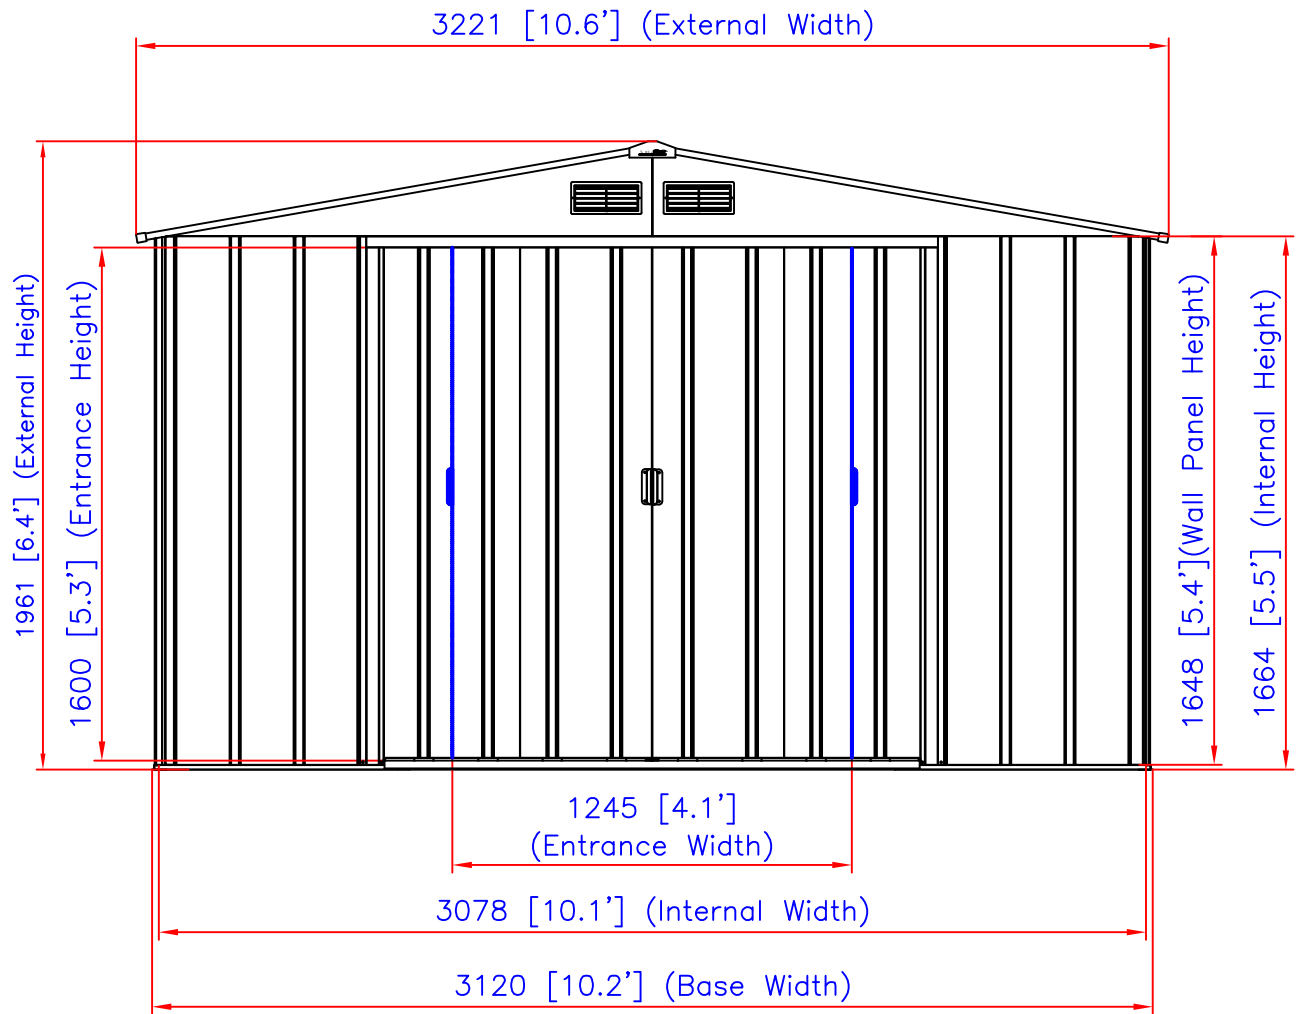 3221 [10.6'] (External Width)
1961 [6.4'] (External Height)
1600 [5.3'] (Entrance Height)
1648 [5.4'](Wall Panel Height)
1664 [5.5'] (Internal Height)
1245 [4.1']
(Entrance Width)
3078 [10.1'] (Internal Width)
3120 [10.2'] (Base Width)